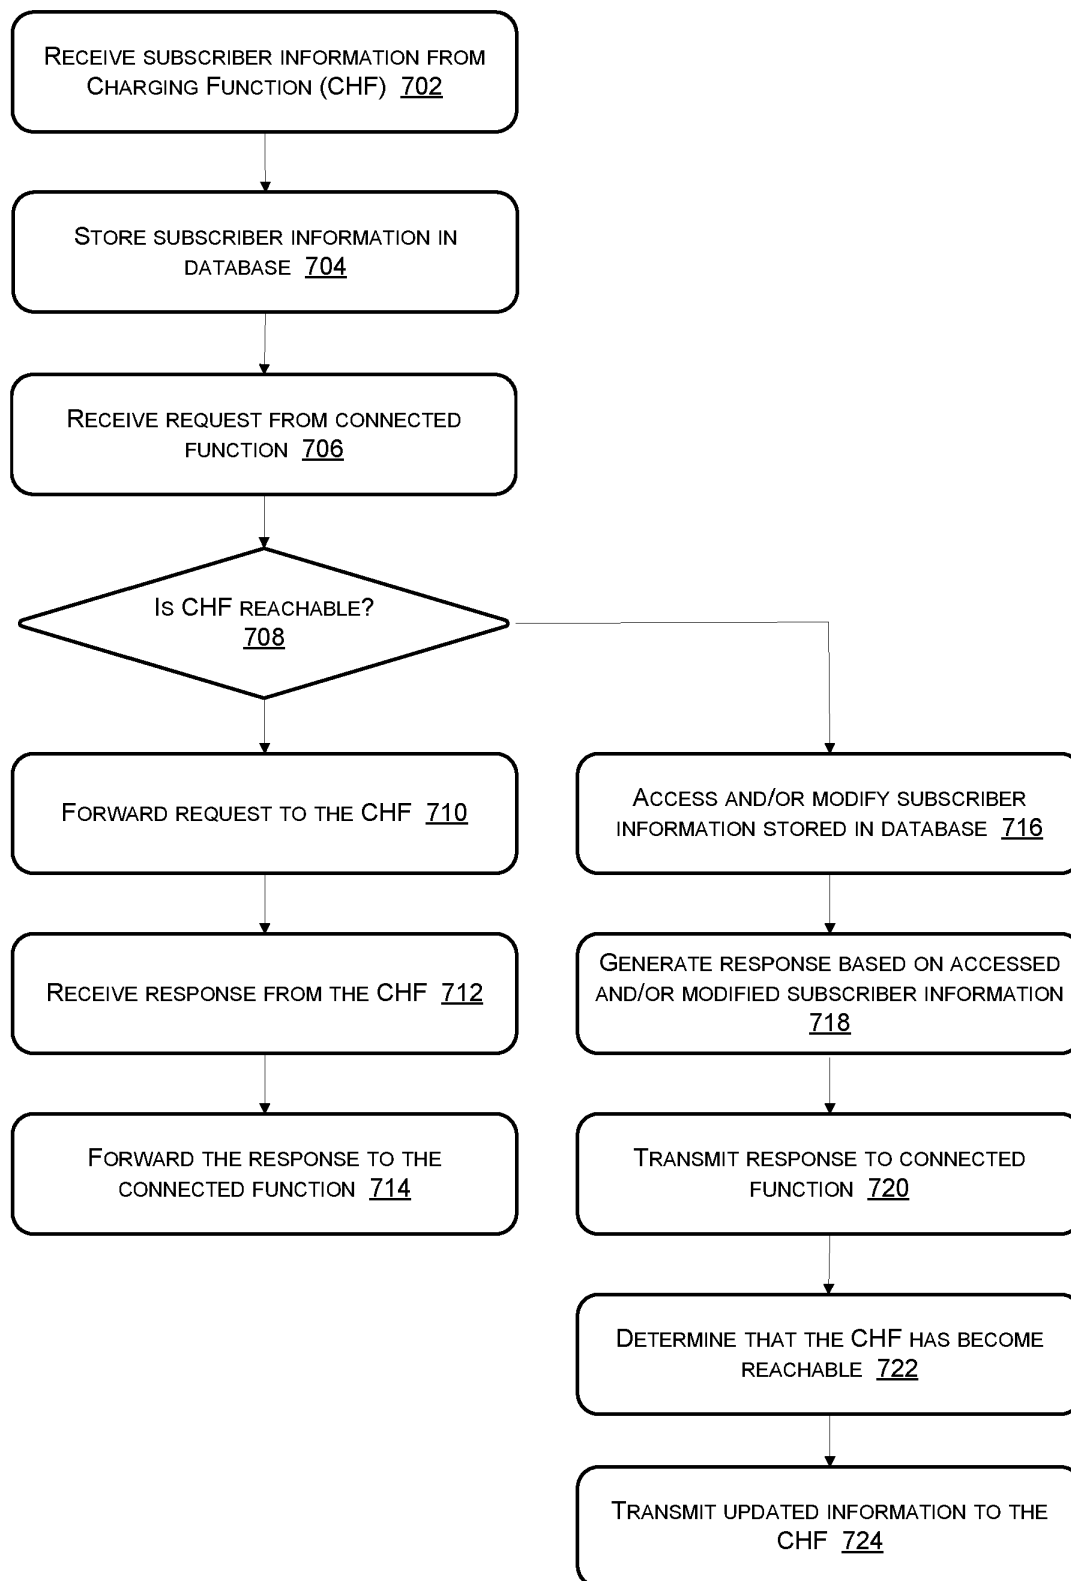 RECEIVE SUBSCRIBER INFORMATION FROM
CHARGING FUNCTION (CHF) 702
STORE SUBSCRIBER INFORMATION IN
DATABASE 704
RECEIVE REQUEST FROM CONNECTED
FUNCTION 706
IS CHF REACHABLE?
708
FORWARD REQUEST TO THE CHF 710
RECEIVE RESPONSE FROM THE CHF 712
FORWARD THE RESPONSE TO THE
CONNECTED FUNCTION 714
ACCESS AND/OR MODIFY SUBSCRIBER
INFORMATION STORED IN DATABASE 716
GENERATE RESPONSE BASED ON ACCESSED
AND/OR MODIFIED SUBSCRIBER INFORMATION
718
TRANSMIT RESPONSE TO CONNECTED
FUNCTION 720
DETERMINE THAT THE CHF HAS BECOME
REACHABLE 722
TRANSMIT UPDATED INFORMATION TO THE
CHF 724